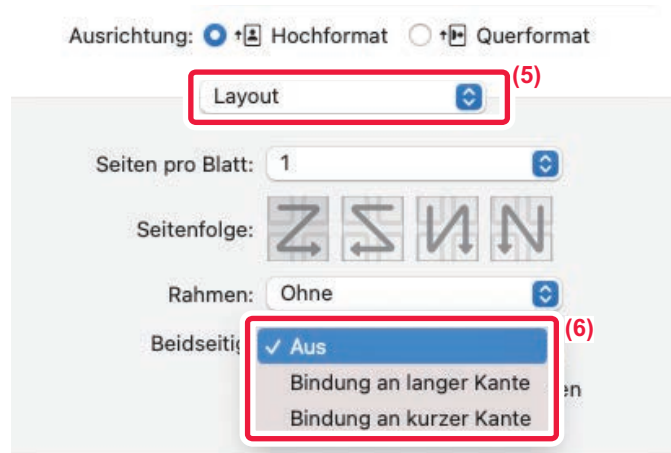 Ausrichtung: Hochformat Querformat
(5)
Layout
Seiten pro Blatt: 1
Seitenfolge:
Rahmen: Ohne
(6)
Beidseitig
✓ Aus
Bindung an langer Kante
en
Bindung an kurzer Kante